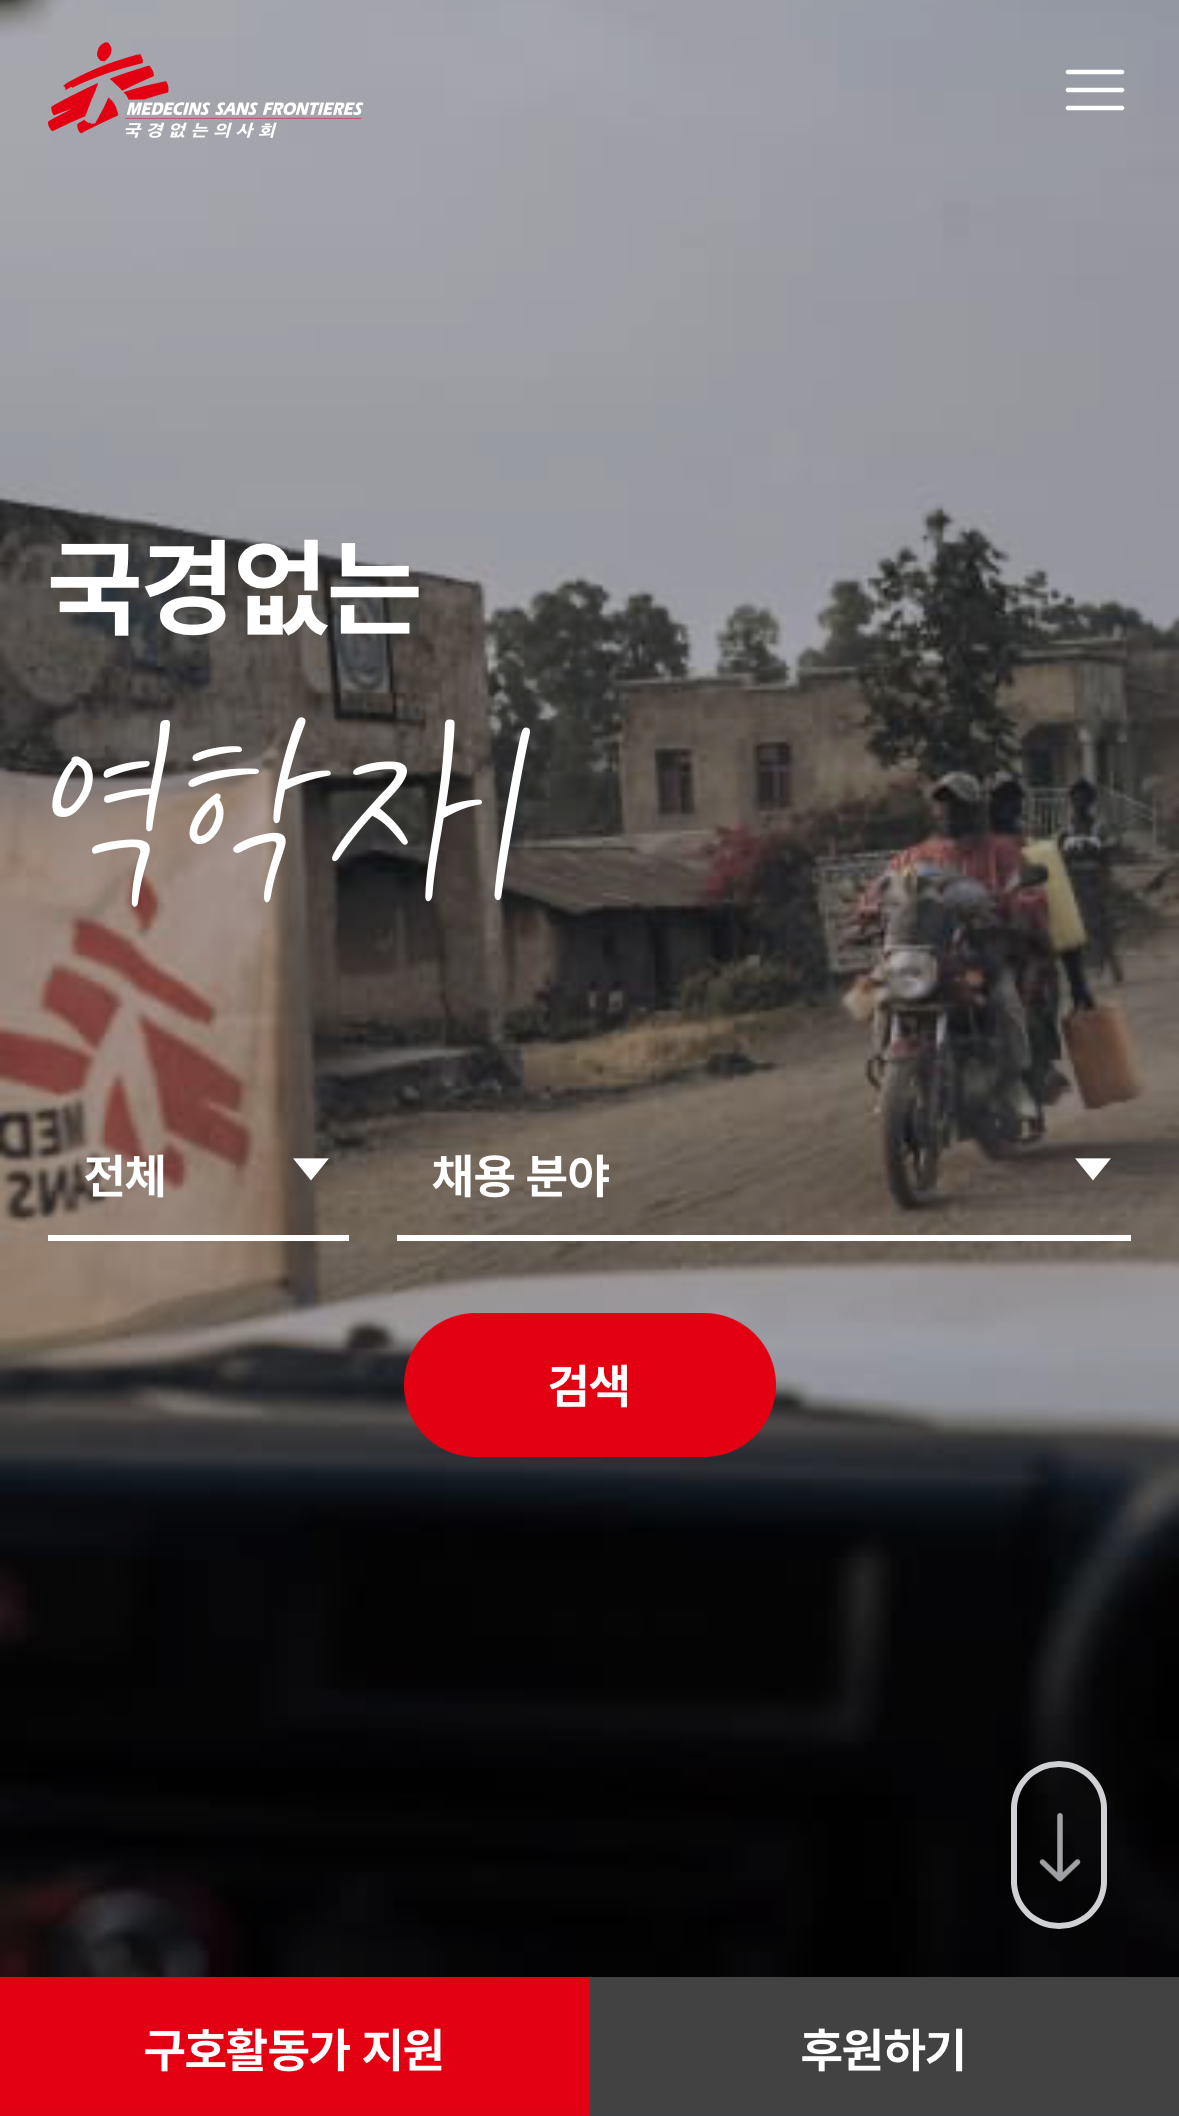 MEDECINS SANS FRONTIERES
국경없는의사회
국경없는
역학자
전체
채용 분야
검색
구호활동가 지원
후원하기